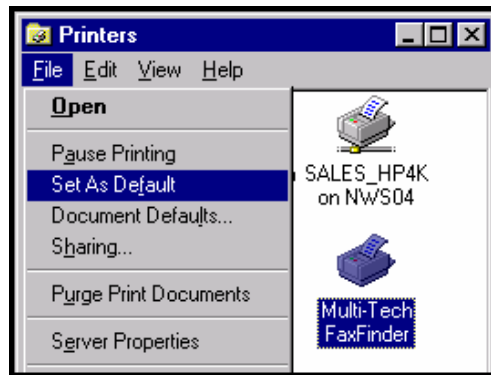 Printers
File Edit View Help
Open
Pause Printing
Set As Default
Document Defaults...
Sharing...
Purge Print Documents
Server Properties
SALES_HP4K
on NWS04
Multi-Tech
FaxFinder